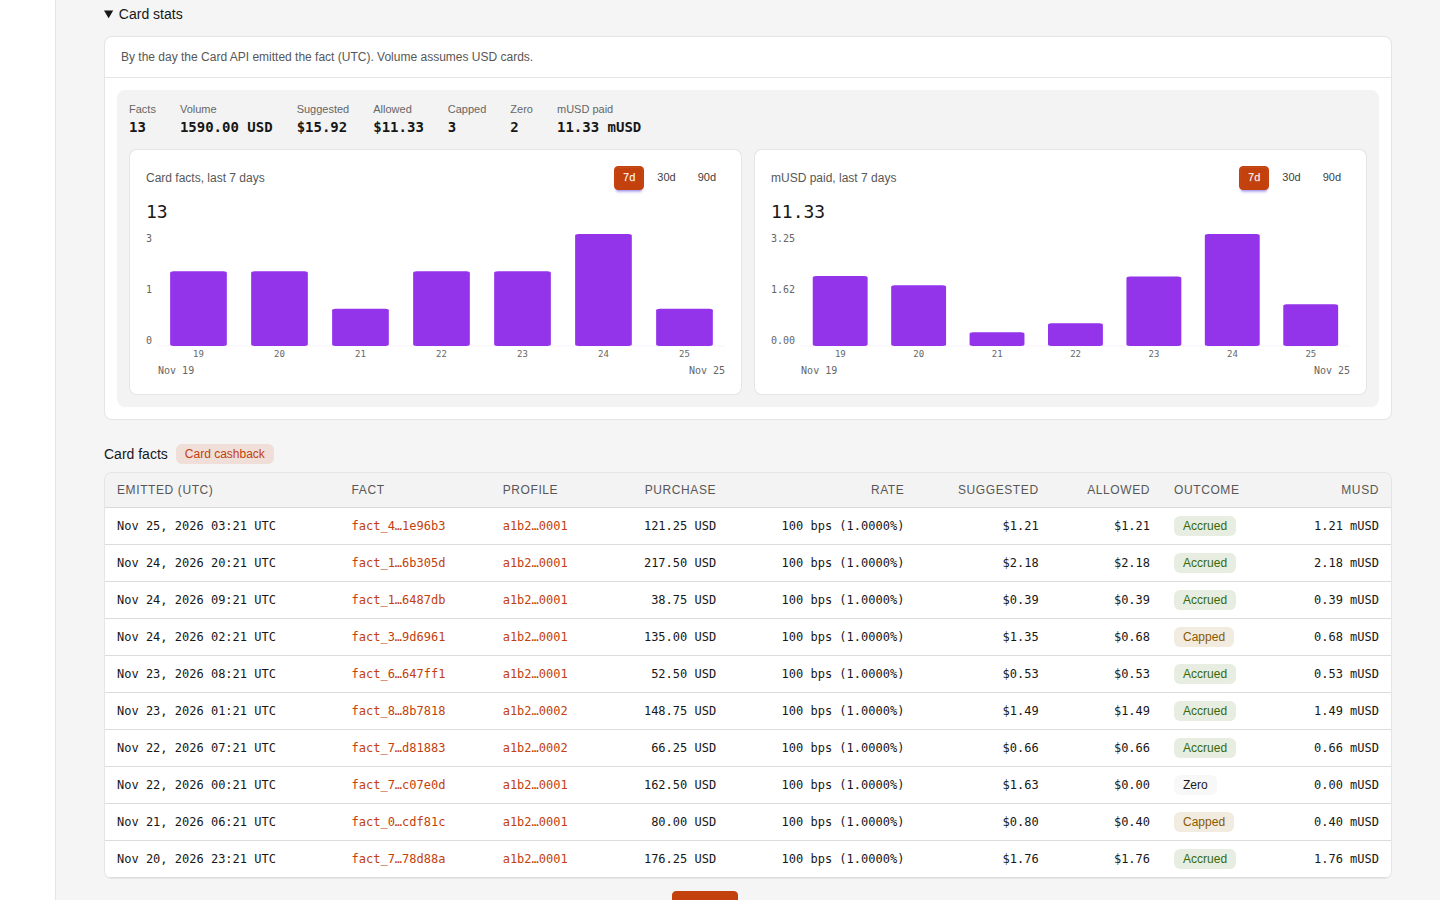 ▼ Card stats
By the day the Card API emitted the fact (UTC). Volume assumes USD cards.
Facts Volume Suggested Allowed Capped Zero mUSD paid
13 1590.00 USD $15.92 $11.33 3 2 11.33 mUSD
Card facts, last 7 days 7d 30d 90d
13
3
1
0
19 20 21 22 23 24 25
Nov 19 Nov 25
mUSD paid, last 7 days 7d 30d 90d
11.33
3.25
1.62
0.00
19 20 21 22 23 24 25
Nov 19 Nov 25
Card facts Card cashback
EMITTED (UTC) FACT PROFILE PURCHASE RATE SUGGESTED ALLOWED OUTCOME MUSD
Nov 25, 2026 03:21 UTC fact_4…1e96b3 a1b2…0001 121.25 USD 100 bps (1.0000%) $1.21 $1.21 Accrued 1.21 mUSD
Nov 24, 2026 20:21 UTC fact_1…6b305d a1b2…0001 217.50 USD 100 bps (1.0000%) $2.18 $2.18 Accrued 2.18 mUSD
Nov 24, 2026 09:21 UTC fact_1…6487db a1b2…0001 38.75 USD 100 bps (1.0000%) $0.39 $0.39 Accrued 0.39 mUSD
Nov 24, 2026 02:21 UTC fact_3…9d6961 a1b2…0001 135.00 USD 100 bps (1.0000%) $1.35 $0.68 Capped 0.68 mUSD
Nov 23, 2026 08:21 UTC fact_6…647ff1 a1b2…0001 52.50 USD 100 bps (1.0000%) $0.53 $0.53 Accrued 0.53 mUSD
Nov 23, 2026 01:21 UTC fact_8…8b7818 a1b2…0002 148.75 USD 100 bps (1.0000%) $1.49 $1.49 Accrued 1.49 mUSD
Nov 22, 2026 07:21 UTC fact_7…d81883 a1b2…0002 66.25 USD 100 bps (1.0000%) $0.66 $0.66 Accrued 0.66 mUSD
Nov 22, 2026 00:21 UTC fact_7…c07e0d a1b2…0001 162.50 USD 100 bps (1.0000%) $1.63 $0.00 Zero 0.00 mUSD
Nov 21, 2026 06:21 UTC fact_0…cdf81c a1b2…0001 80.00 USD 100 bps (1.0000%) $0.80 $0.40 Capped 0.40 mUSD
Nov 20, 2026 23:21 UTC fact_7…78d88a a1b2…0001 176.25 USD 100 bps (1.0000%) $1.76 $1.76 Accrued 1.76 mUSD